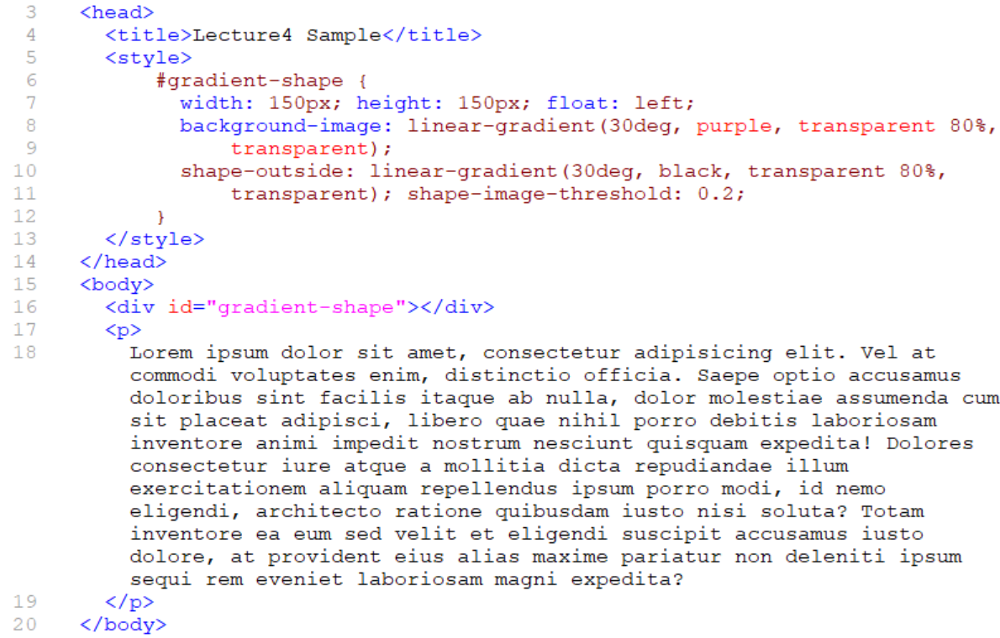 3 <head>
4 <title>Lecture4 Sample</title>
5 <style>
6 #gradient-shape {
7 width: 150px; height: 150px; float: left;
8 background-image: linear-gradient(30deg, purple, transparent 80%,
9 transparent);
10 shape-outside: linear-gradient(30deg, black, transparent 80%,
11 transparent); shape-image-threshold: 0.2;
12 }
13 </style>
14 </head>
15 <body>
16 <div id="gradient-shape"></div>
17 <p>
18 Lorem ipsum dolor sit amet, consectetur adipisicing elit. Vel at
commodi voluptates enim, distinctio officia. Saepe optio accusamus
doloribus sint facilis itaque ab nulla, dolor molestiae assumenda cum
sit placeat adipisci, libero quae nihil porro debitis laboriosam
inventore animi impedit nostrum nesciunt quisquam expedita! Dolores
consectetur iure atque a mollitia dicta repudiandae illum
exercitationem aliquam repellendus ipsum porro modi, id nemo
eligendi, architecto ratione quibusdam iusto nisi soluta? Totam
inventore ea eum sed velit et eligendi suscipit accusamus iusto
dolore, at provident eius alias maxime pariatur non deleniti ipsum
sequi rem eveniet laboriosam magni expedita?
19 </p>
20 </body>